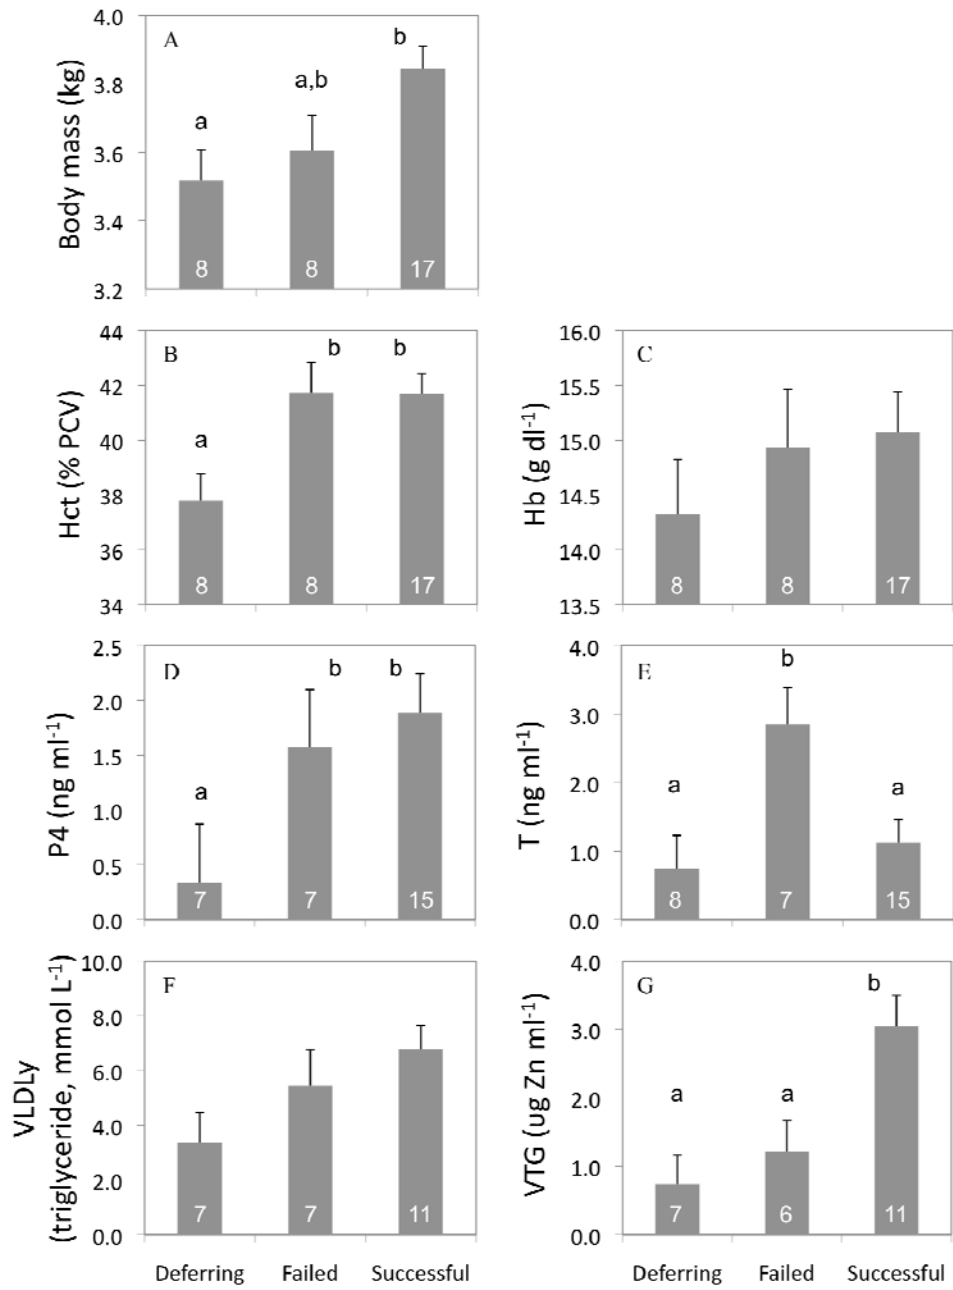 A
Body mass (kg)
4.0
3.8
3.6
3.4
3.2
a
a,b
b
8
8
17
B
Hct (% PCV)
44
42
40
38
36
34
a
b
b
8
8
17
C
Hb (g dl-1)
16.0
15.5
15.0
14.5
14.0
13.5
8
8
17
D
P4 (ng ml-1)
2.5
2.0
1.5
1.0
0.5
0.0
a
b
b
7
7
15
E
T (ng ml-1)
4.0
3.0
2.0
1.0
0.0
a
b
a
8
7
15
F
VLDLy
(triglyceride, mmol L-1)
10.0
8.0
6.0
4.0
2.0
0.0
7
7
11
Deferring Failed Successful
G
VTG (ug Zn ml-1)
4.0
3.0
2.0
1.0
0.0
a
a
b
7
6
11
Deferring Failed Successful